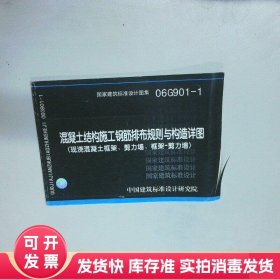 国家建筑标准设计图集 06G901-1
混凝土结构施工钢筋排布规则与构造详图
(现浇混凝土框架、剪力墙、框架-剪力墙)
国家建筑标准设计
国家建筑标准设计
国家建筑标准设计
中国建筑标准设计研究院
GUOJIAJIANZHUBIAOZHUNSHEJI 06G901-1
可开发票
发货快 库存准 实拍消毒发货